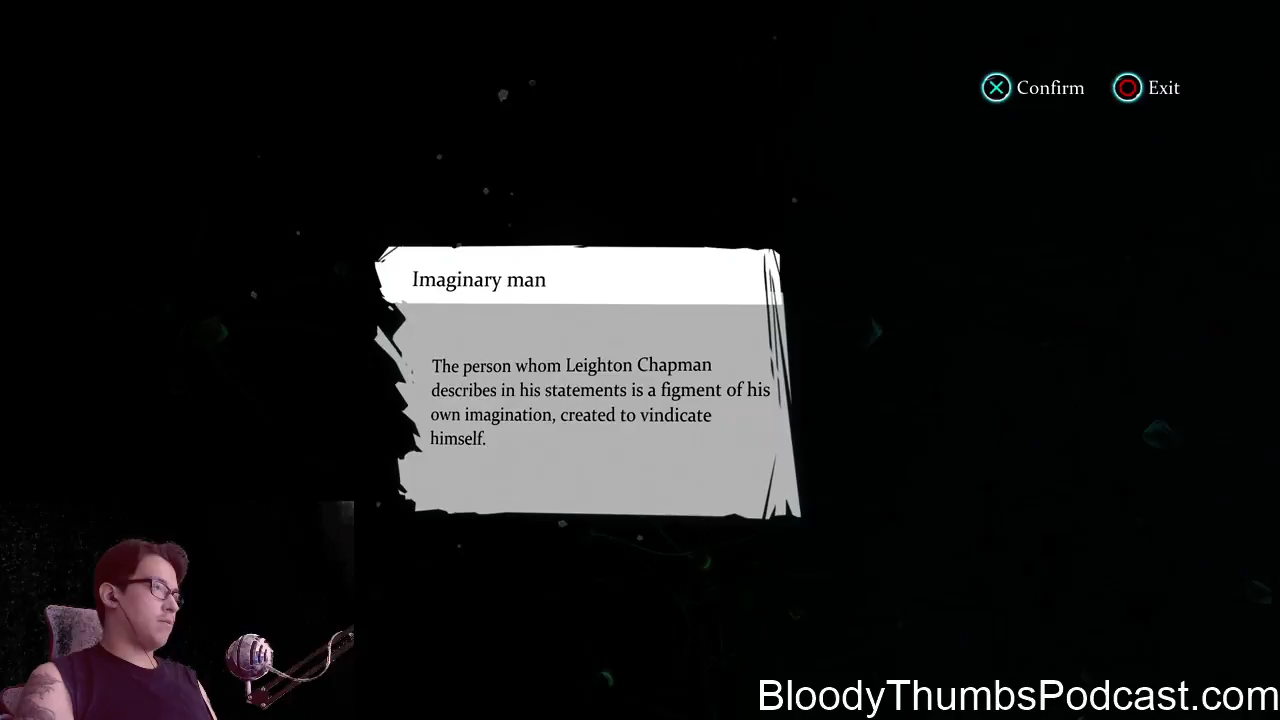 Confirm
Exit
Imaginary man
The person whom Leighton Chapman
describes in his statements is a figment of his
own imagination, created to vindicate
himself.
BloodyThumbsPodcast.com